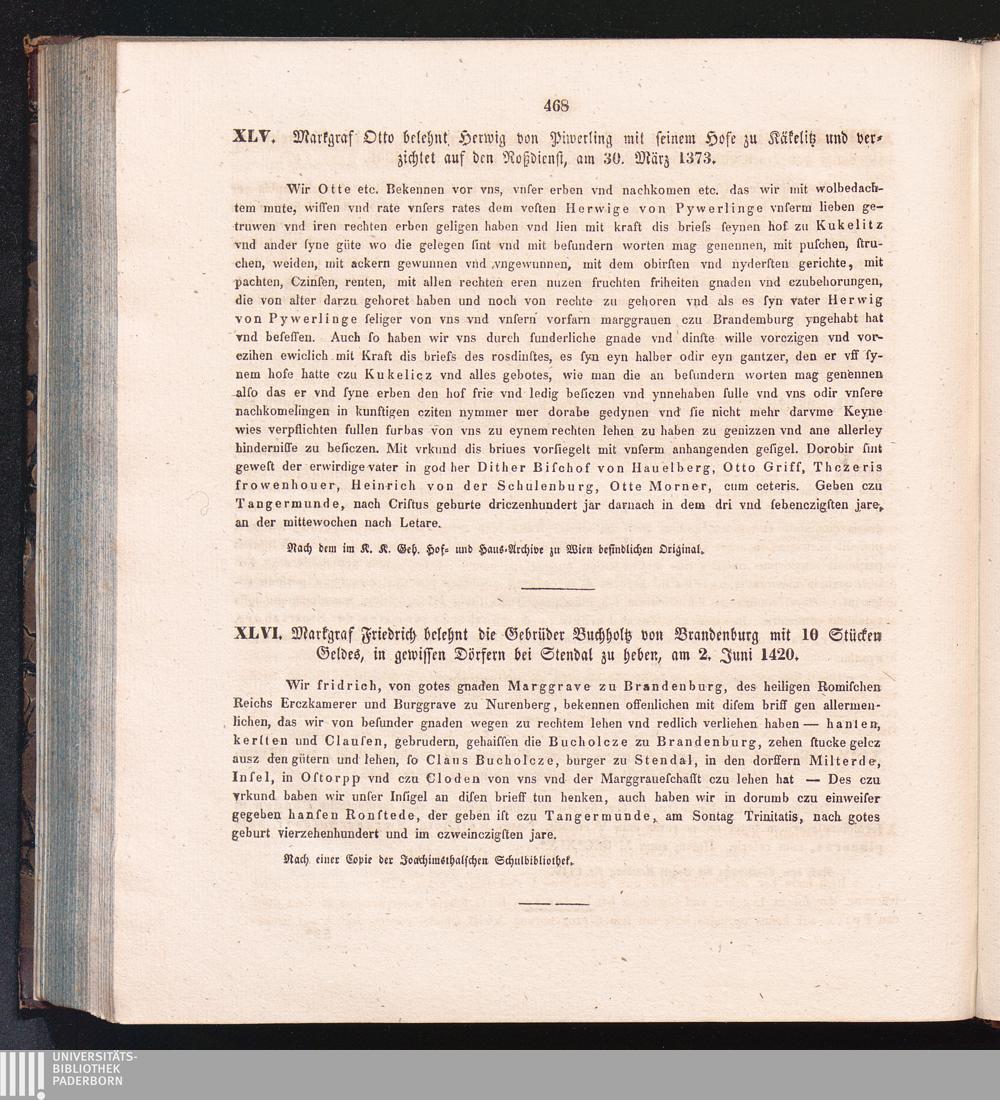 468
XLV. Markgraf Otto belehnt Herwig von Piwerling mit seinem Hofe zu Käkelitz und ver-
zichtet auf den Roßdienst, am 30. März 1373.
Wir Otte etc. Bekennen vor vns, vnſer erben vnd nachkomen etc. das wir mit wolbedach-
tem mute, wiſſen vnd rate vnſers rates dem veſten Herwige von Pywerlinge vnſerm lieben ge-
truwen vnd iren rechten erben geligen haben vnd lien mit kraft dis briefs ſeynen hof zu Kukelitz
vnd ander ſyne güte wo die gelegen ſint vnd mit beſundern worten mag genennen, mit puſchen, ſtru-
chen, weiden, mit ackern gewunnen vnd vngewunnen, mit dem obirſten vnd nyderſten gerichte, mit
pachten, Czinſen, renten, mit allen rechten eren nuzen fruchten friheiten gnaden vnd czubehorungen,
die von alter darzu gehoret haben und noch von rechte zu gehoren vnd als es ſyn vater Herwig
von Pywerlinge ſeliger von vns vnd vnſern vorfarn marggrauen czu Brandemburg yngehabt hat
vnd beſeſſen. Auch ſo haben wir vns durch ſunderliche gnade vnd dinſte wille vorczigen vnd vor-
czihen ewiclich mit Kraft dis briefs des rosdinſtes, es ſyn eyn halber odir eyn gantzer, den er vff ſy-
nem hofe hatte czu Kukelicz vnd alles gebotes, wie man die an beſundern worten mag genennen
alſo das er vnd ſyne erben den hof frie vnd ledig beſiczen vnd ynnehaben ſulle vnd vns odir vnſere
nachkomelingen in kunftigen cziten nymmer mer dorabe gedynen vnd ſie nicht mehr darvme Keyne
wies verpflichten ſullen furbas von vns zu eynem rechten lehen zu haben zu genizzen vnd ane allerley
hinderniſſe zu beſiczen. Mit vrkund dis briues vorſiegelt mit vnſerm anhangenden geſigel. Dorobir ſint
geweſt der erwirdige vater in god her Dither Biſchof von Hauelberg, Otto Griff, Thczeris
frowenhouer, Heinrich von der Schulenburg, Otte Morner, cum ceteris. Geben czu
Tangermunde, nach Criſtus geburte driczenhundert jar darnach in dem dri vnd ſebenczigſten jare,
an der mittewochen nach Letare.
Nach dem im K. K. Geh. Hof- und Haus-Archive zu Wien befindlichen Original.
XLVI. Markgraf Friedrich belehnt die Gebrüder Buchholtz von Brandenburg mit 10 Stücken
Geldes, in gewissen Dörfern bei Stendal zu heben, am 2. Juni 1420.
Wir fridrich, von gotes gnaden Marggrave zu Brandenburg, des heiligen Romiſchen
Reichs Erczkamerer und Burggrave zu Nurenberg, bekennen offenlichen mit diſem briff gen allermen-
lichen, das wir von beſunder gnaden wegen zu rechtem lehen vnd redlich verliehen haben — hanſen,
kerſten und Clauſen, gebrudern, gehaiſſen die Bucholcze zu Brandenburg, zehen ſtucke gelcz
ausz den gütern und lehen, ſo Claus Bucholcze, burger zu Stendal, in den dorffern Milterde,
Inſel, in Oſtorpp vnd czu Cloden von vns vnd der Marggraueſchafft czu lehen hat — Des czu
vrkund haben wir unſer Inſigel an diſen brieff tun henken, auch haben wir in dorumb czu einweiſer
gegeben hanſen Ronſtede, der geben iſt czu Tangermunde, am Sontag Trinitatis, nach gotes
geburt vierzehenhundert und im czweinczigſten jare.
Nach einer Copie der Joachimsthalschen Schulbibliothek.
UNIVERSITÄTS-
BIBLIOTHEK
PADERBORN